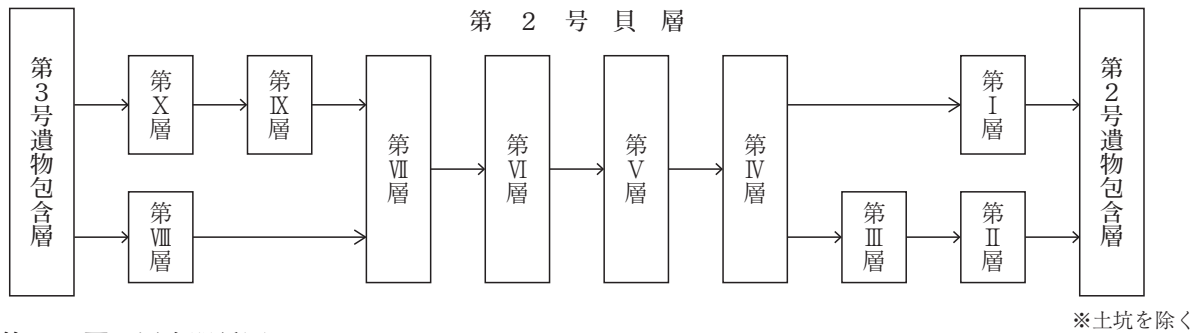 第2号貝層
第3号遺物包含層
第Ⅹ層
第Ⅸ層
第Ⅷ層
第Ⅶ層
第Ⅵ層
第Ⅴ層
第Ⅳ層
第Ⅰ層
第Ⅲ層
第Ⅱ層
第2号遺物包含層
※土坑を除く